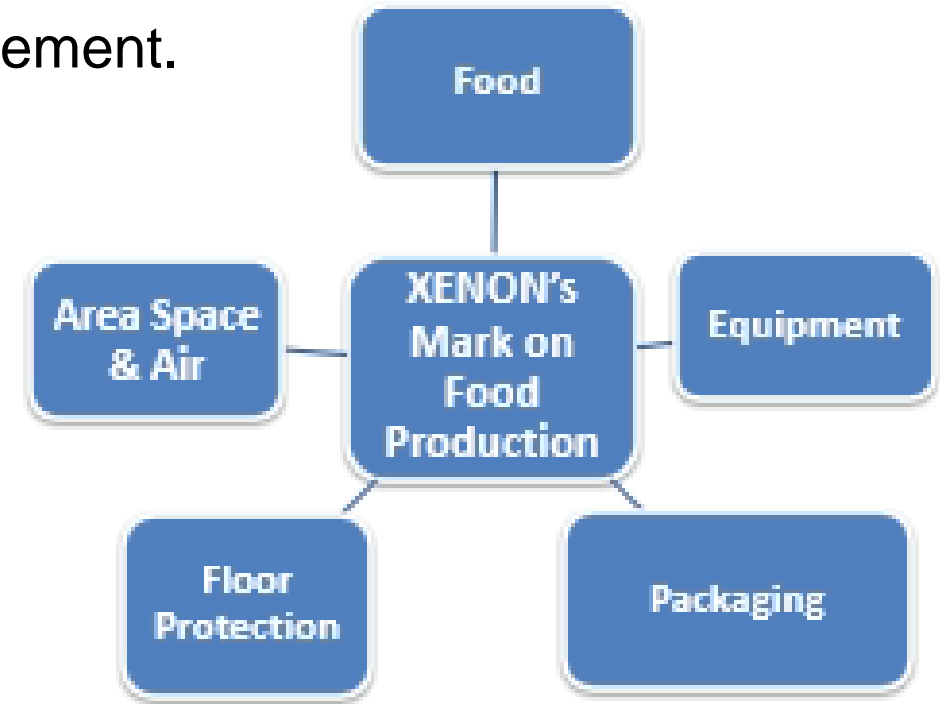 ement.
Food
Area Space
& Air
XENON's
Mark on
Food
Production
Equipment
Floor
Protection
Packaging